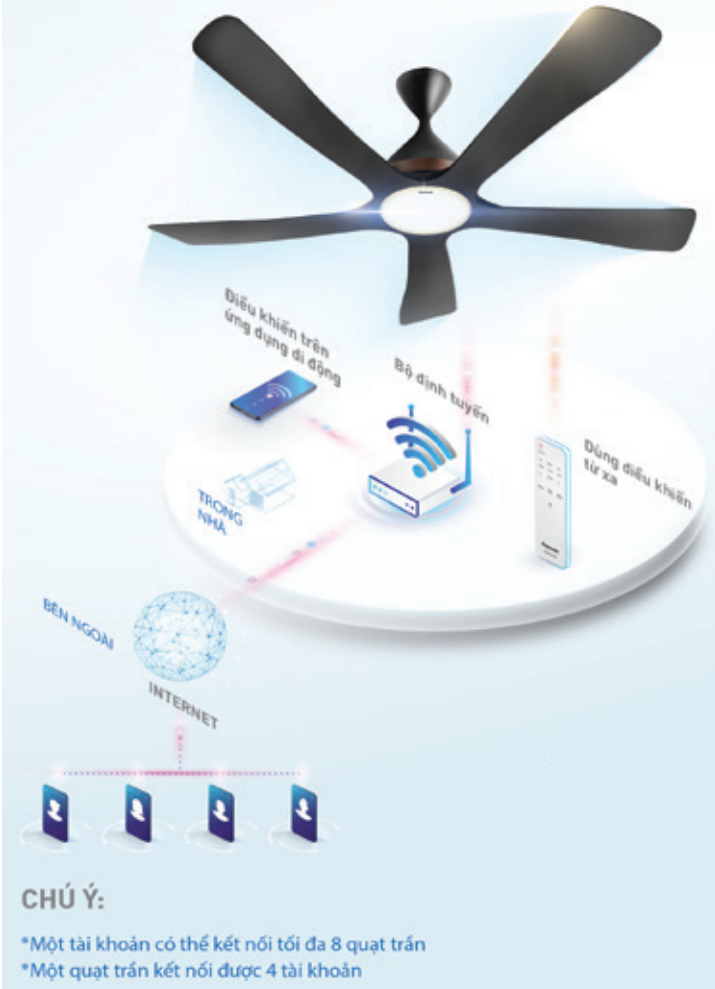 Điều khiển trên
ứng dụng di động
Bộ định tuyến
Dùng điều khiển
từ xa
TRONG
NHÀ
BÊN NGOÀI
INTERNET
CHÚ Ý:
*Một tài khoản có thể kết nối tối đa 8 quạt trần
*Một quạt trần kết nối được 4 tài khoản